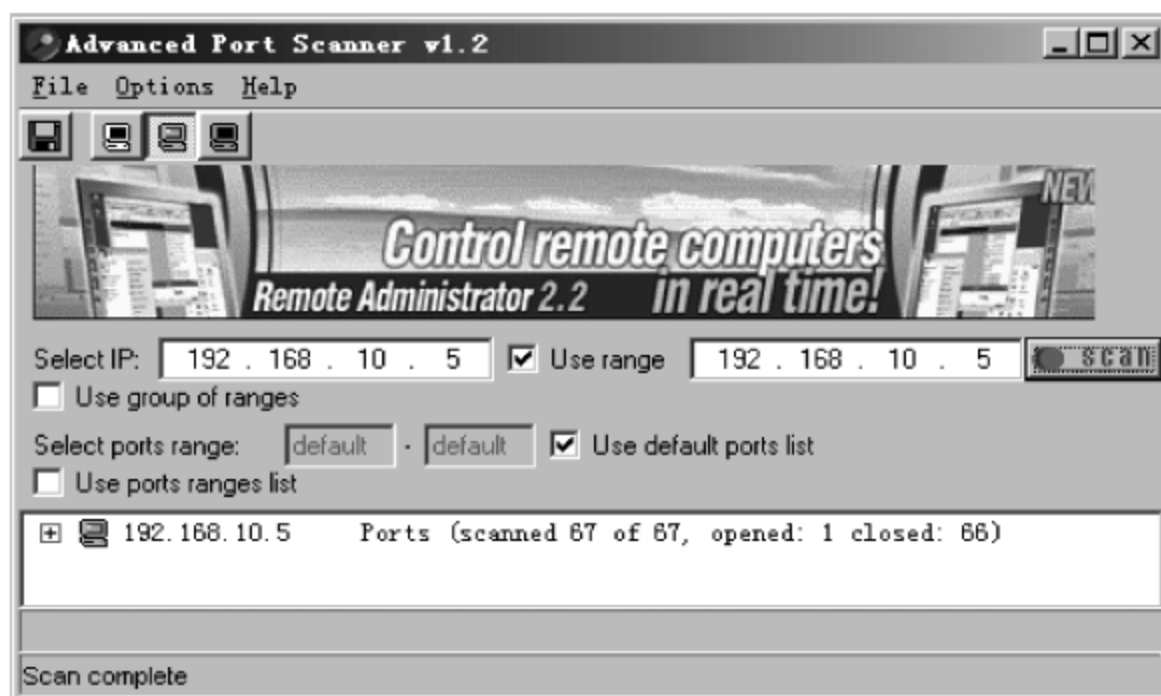 Advanced Port Scanner v1.2
File Options Help
NEW
Control remote computers
Remote Administrator 2.2 in real time!
Select IP: 192 . 168 . 10 . 5 Use range 192 . 168 . 10 . 5 scan
Use group of ranges
Select ports range: default - default Use default ports list
Use ports ranges list
192.168.10.5 Ports (scanned 67 of 67, opened: 1 closed: 66)
Scan complete